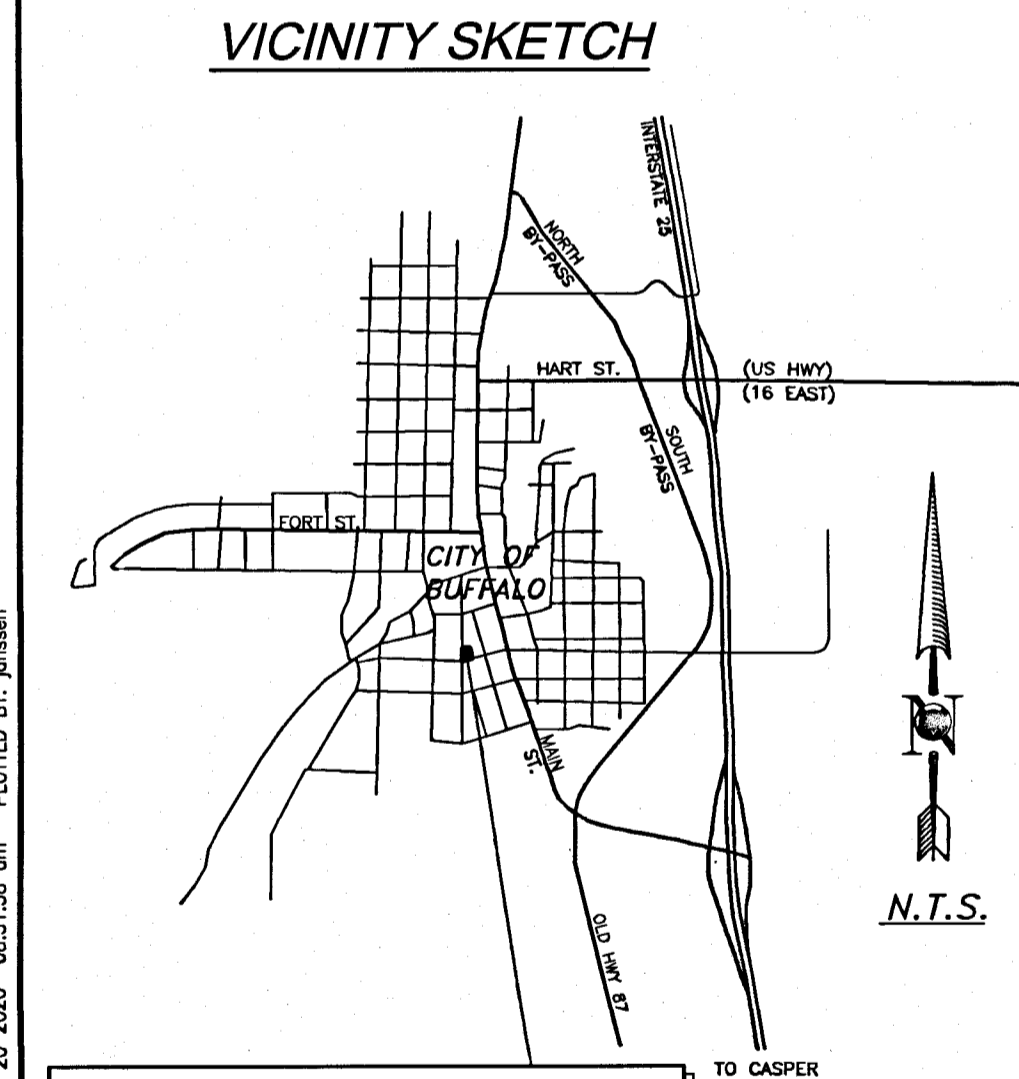 VICINITY SKETCH
INTERSTATE 25
NORTH
BY-PASS
HART ST.
(US HWY)
(16 EAST)
SOUTH
BY-PASS
FORT ST.
CITY OF
BUFFALO
MAIN
ST.
N
N.T.S.
OLD HWY 87
TO CASPER
PLOTTED BY: jjanssen